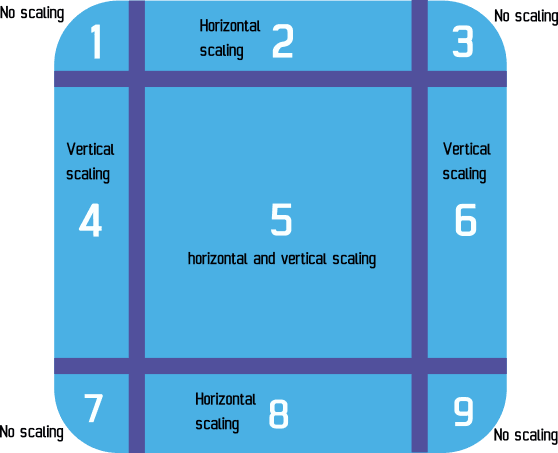 No scaling
1
Horizontal
scaling
2
3
No scaling
Vertical
scaling
4
5
horizontal and vertical scaling
Vertical
scaling
6
No scaling
7
Horizontal
scaling
8
9
No scaling